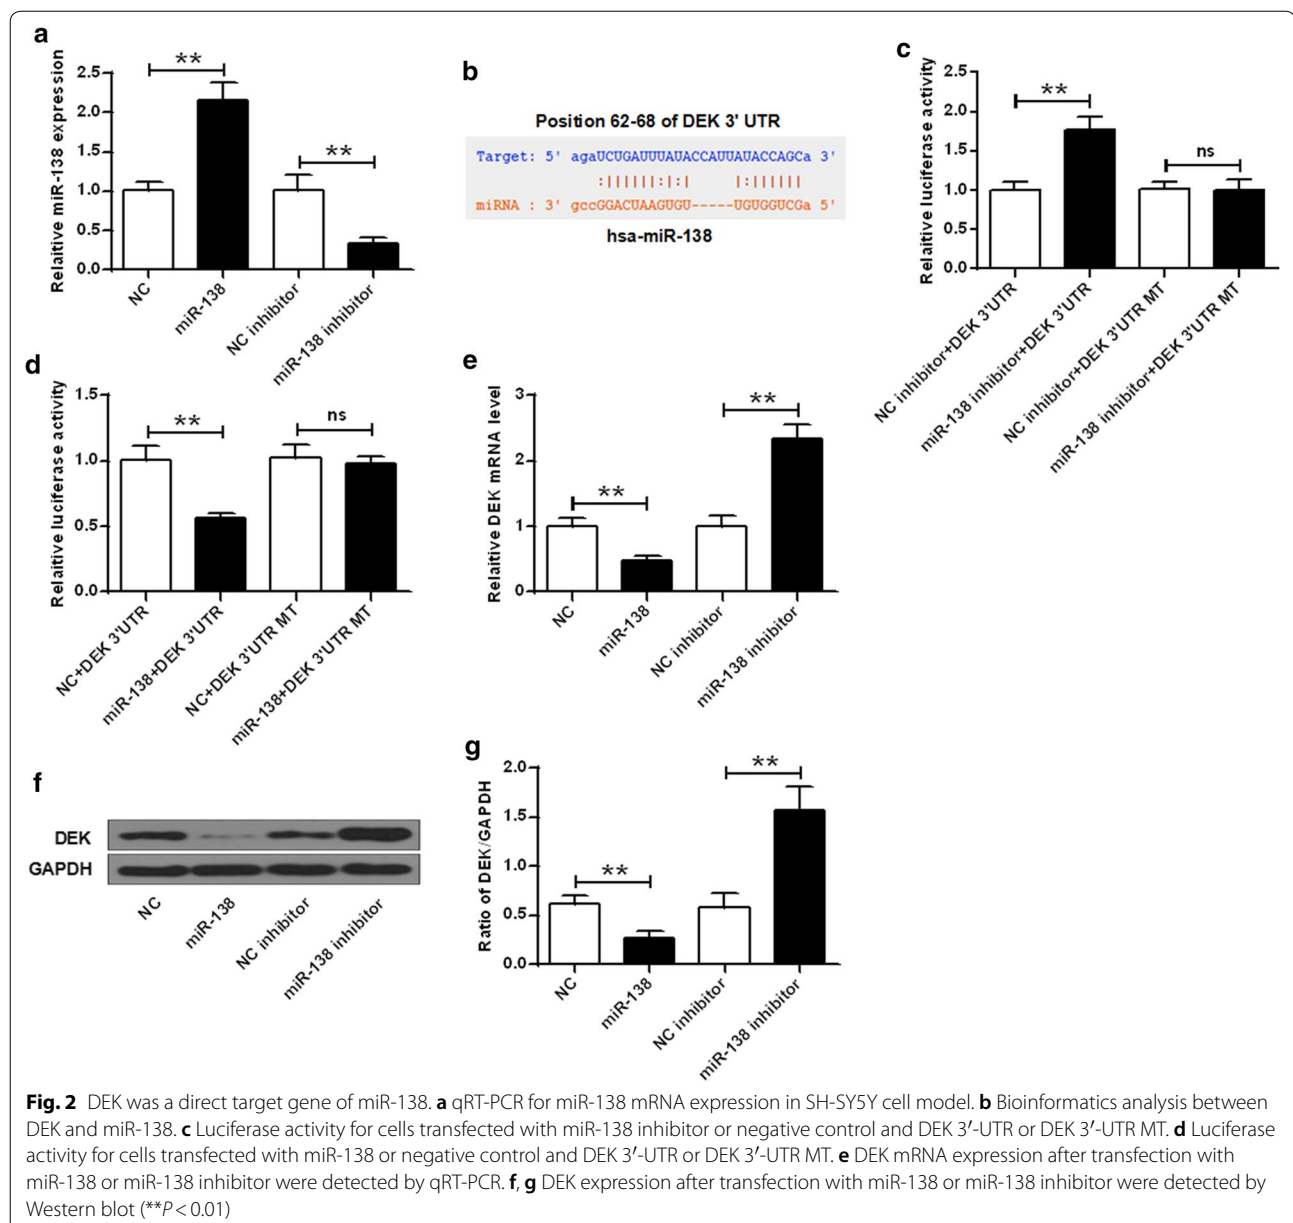 a
Relaitive miR-138 expression
2.5
2.0
1.5
1.0
0.5
0.0
**
**
NC
miR-138
NC inhibitor
miR-138 inhibitor
b
Position 62-68 of DEK 3' UTR
Target: 5' agaUCUGAUUUAUACCAUUAUACCAGCa 3'
:||||||:|:| |:||||||
miRNA : 3' gccGGACUAAGUGU-----UGUGGUCGa 5'
hsa-miR-138
c
Relaitive luciferase activity
2.5
2.0
1.5
1.0
0.5
0.0
**
ns
NC inhibitor+DEK 3'UTR
miR-138 inhibitor+DEK 3'UTR
NC inhibitor+DEK 3'UTR MT
miR-138 inhibitor+DEK 3'UTR MT
d
Relaitive luciferase activity
1.5
1.0
0.5
0.0
**
ns
NC+DEK 3'UTR
miR-138+DEK 3'UTR
NC+DEK 3'UTR MT
miR-138+DEK 3'UTR MT
e
Relaitive DEK mRNA level
3
2
1
0
**
**
NC
miR-138
NC inhibitor
miR-138 inhibitor
f
DEK
GAPDH
NC
miR-138
NC inhibitor
miR-138 inhibitor
g
Ratio of DEK/GAPDH
2.0
1.5
1.0
0.5
0.0
**
**
NC
miR-138
NC inhibitor
miR-138 inhibitor
Fig. 2 DEK was a direct target gene of miR-138. a qRT-PCR for miR-138 mRNA expression in SH-SY5Y cell model. b Bioinformatics analysis between
DEK and miR-138. c Luciferase activity for cells transfected with miR-138 inhibitor or negative control and DEK 3′-UTR or DEK 3′-UTR MT. d Luciferase
activity for cells transfected with miR-138 or negative control and DEK 3′-UTR or DEK 3′-UTR MT. e DEK mRNA expression after transfection with
miR-138 or miR-138 inhibitor were detected by qRT-PCR. f, g DEK expression after transfection with miR-138 or miR-138 inhibitor were detected by
Western blot (**P < 0.01)